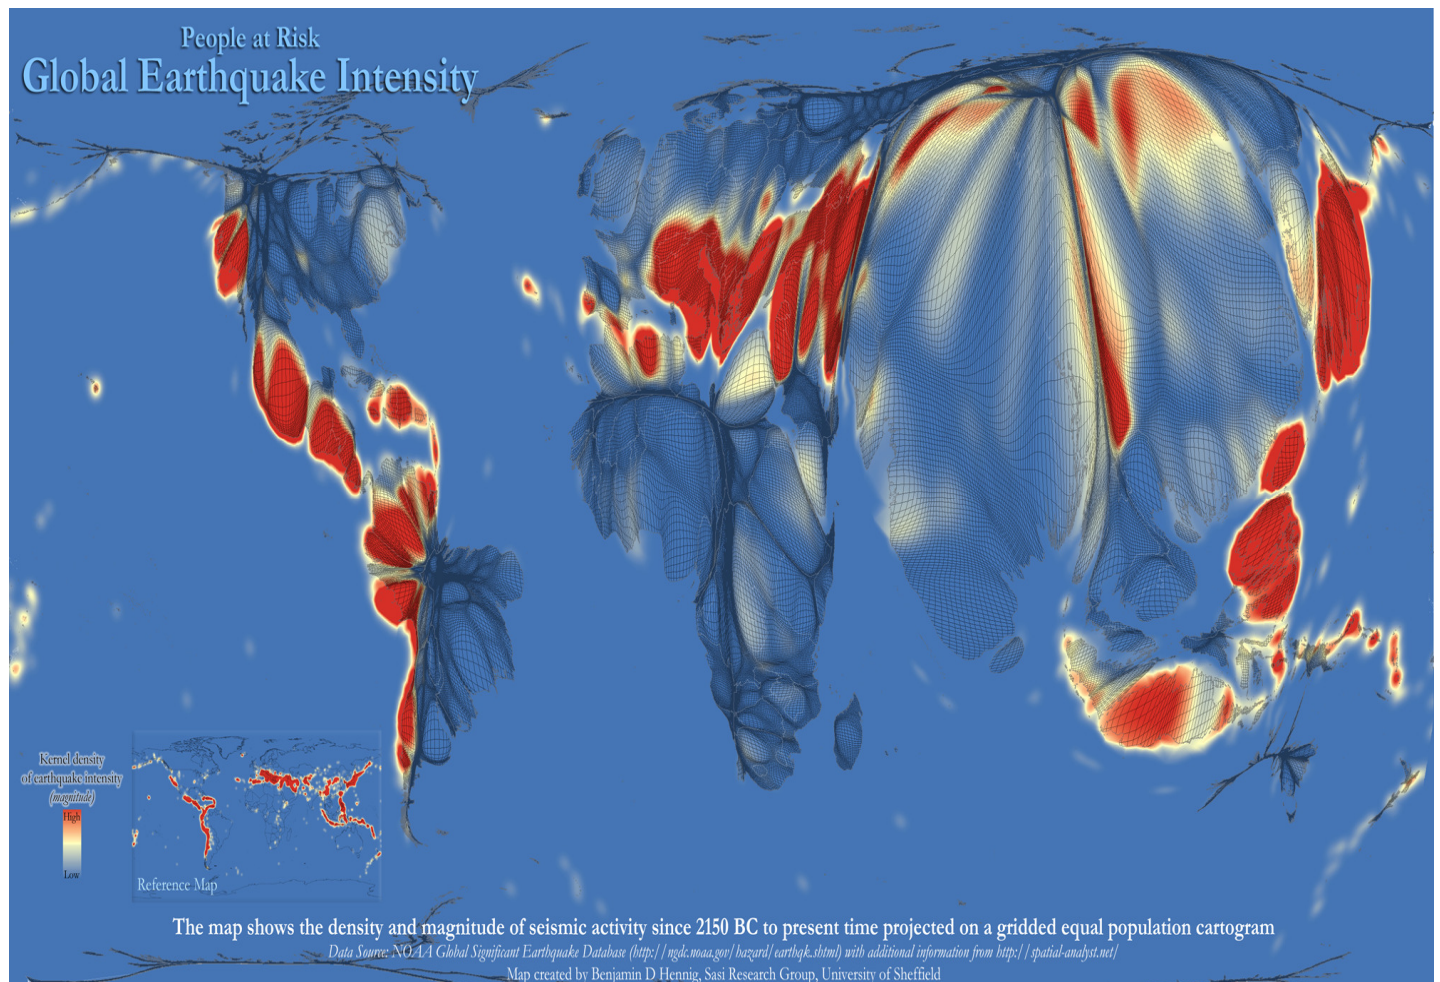 People at Risk
Global Earthquake Intensity
Kernel density
of earthquake intensity
(magnitude)
High
Low
Reference Map
The map shows the density and magnitude of seismic activity since 2150 BC to present time projected on a gridded equal population cartogram
Data Source: NOAA Global Significant Earthquake Database (http://ngdc.noaa.gov/hazard/earthqk.shtml) with additional information from http://spatial-analyst.net/
Map created by Benjamin D Hennig, Sasi Research Group, University of Sheffield